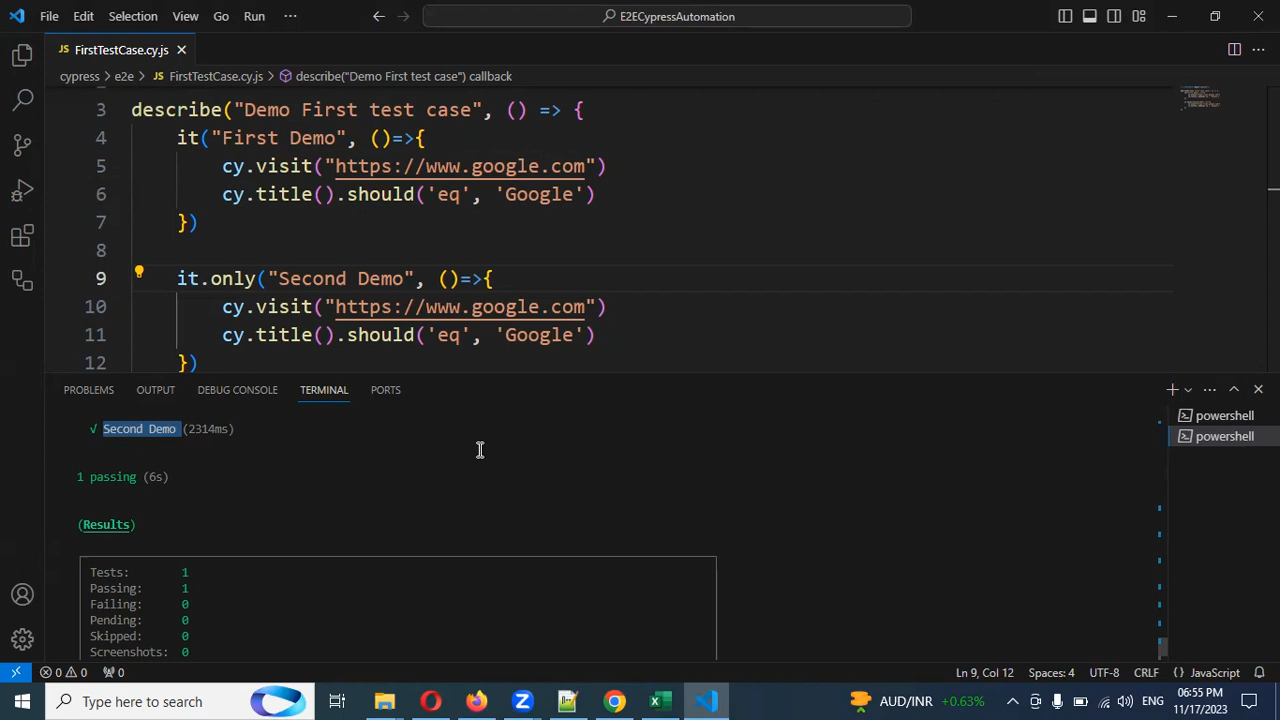 File Edit Selection View Go Run ··· E2ECypressAutomation
JS FirstTestCase.cy.js
cypress > e2e > JS FirstTestCase.cy.js > describe("Demo First test case") callback
3 describe("Demo First test case", () => {
4 it("First Demo", ()=>{
5 cy.visit("https://www.google.com")
6 cy.title().should('eq', 'Google')
7 })
8
9 it.only("Second Demo", ()=>{
10 cy.visit("https://www.google.com")
11 cy.title().should('eq', 'Google')
12 })
PROBLEMS OUTPUT DEBUG CONSOLE TERMINAL PORTS
√ Second Demo (2314ms)
1 passing (6s)
(Results)
Tests: 1
Passing: 1
Failing: 0
Pending: 0
Skipped: 0
Screenshots: 0
powershell
powershell
0 0 0 Ln 9, Col 12 Spaces: 4 UTF-8 CRLF {} JavaScript
Type here to search AUD/INR +0.63% ENG 06:55 PM
11/17/2023